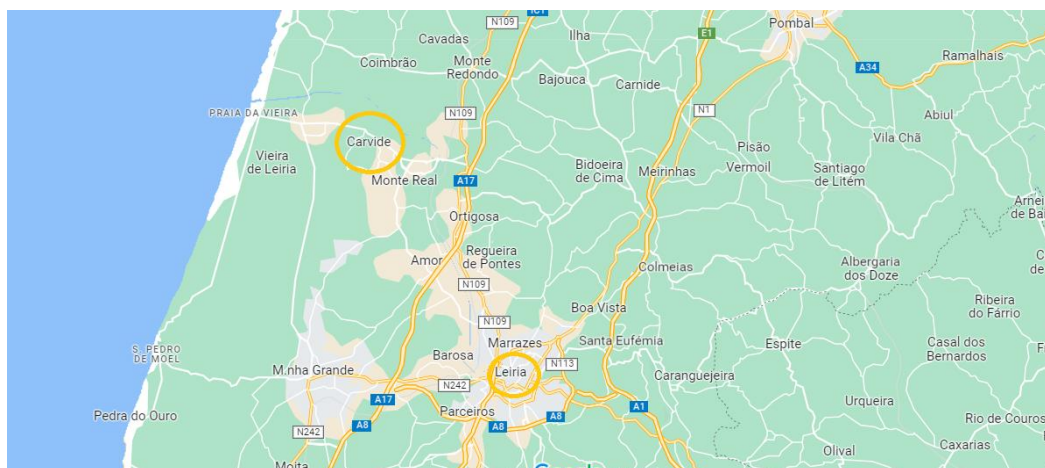 IC1
Pombal
N109
Cavadas
Ilha
E1
Ramalhais
Coimbrão
Monte
Redondo
A34
Bajouca
Carnide
PRAIA DA VIEIRA
N109
N1
Abiul
Carvide
Vila Chã
Pisão
Vieira
de Leiria
Bidoeira
de Cima
Meirinhas
Vermoil
Santiago
de Litém
Monte Real
A17
Ortigosa
Arnei
de Ba
Regueira
de Pontes
Amor
Colmeias
Albergaria
dos Doze
N109
Boa Vista
Ribeira
do Fárrio
N109
S. PEDRO
DE MOEL
Marrazes
Santa Eufémia
Espite
Casal dos
Bernardos
Barosa
M.nha Grande
Leiria
N113
Caranguejeira
N242
A17
Parceiros
A1
Urqueira
Pedra do Ouro
A8
A8
Rio de Couros
N242
Caxarias
Olival
Moita